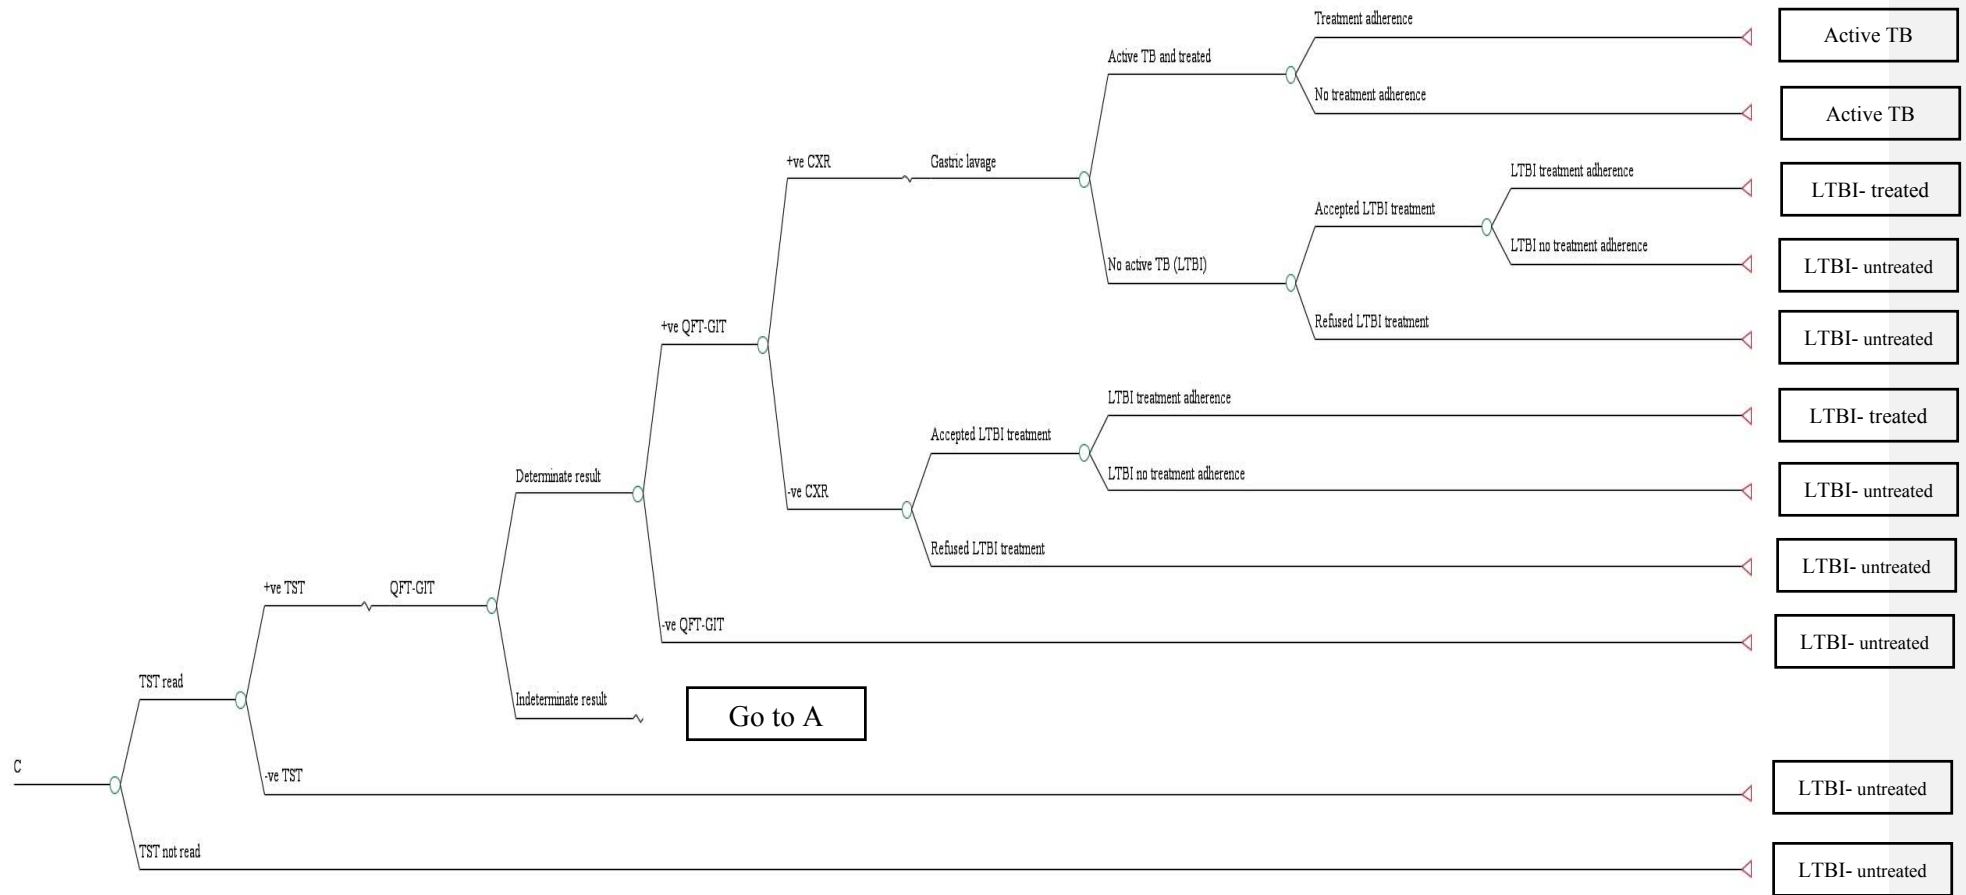 Treatment adherence
Active TB
Active TB and treated
No treatment adherence
Active TB
+ve CXR
Gastric lavage
LTBI treatment adherence
LTBI- treated
Accepted LTBI treatment
LTBI no treatment adherence
No active TB (LTBI)
LTBI- untreated
+ve QFT-GIT
Refused LTBI treatment
LTBI- untreated
LTBI treatment adherence
LTBI- treated
Accepted LTBI treatment
Determinate result
LTBI no treatment adherence
-ve CXR
LTBI- untreated
Refused LTBI treatment
LTBI- untreated
+ve TST
QFT-GIT
-ve QFT-GIT
LTBI- untreated
TST read
Indeterminate result
Go to A
C
-ve TST
LTBI- untreated
TST not read
LTBI- untreated